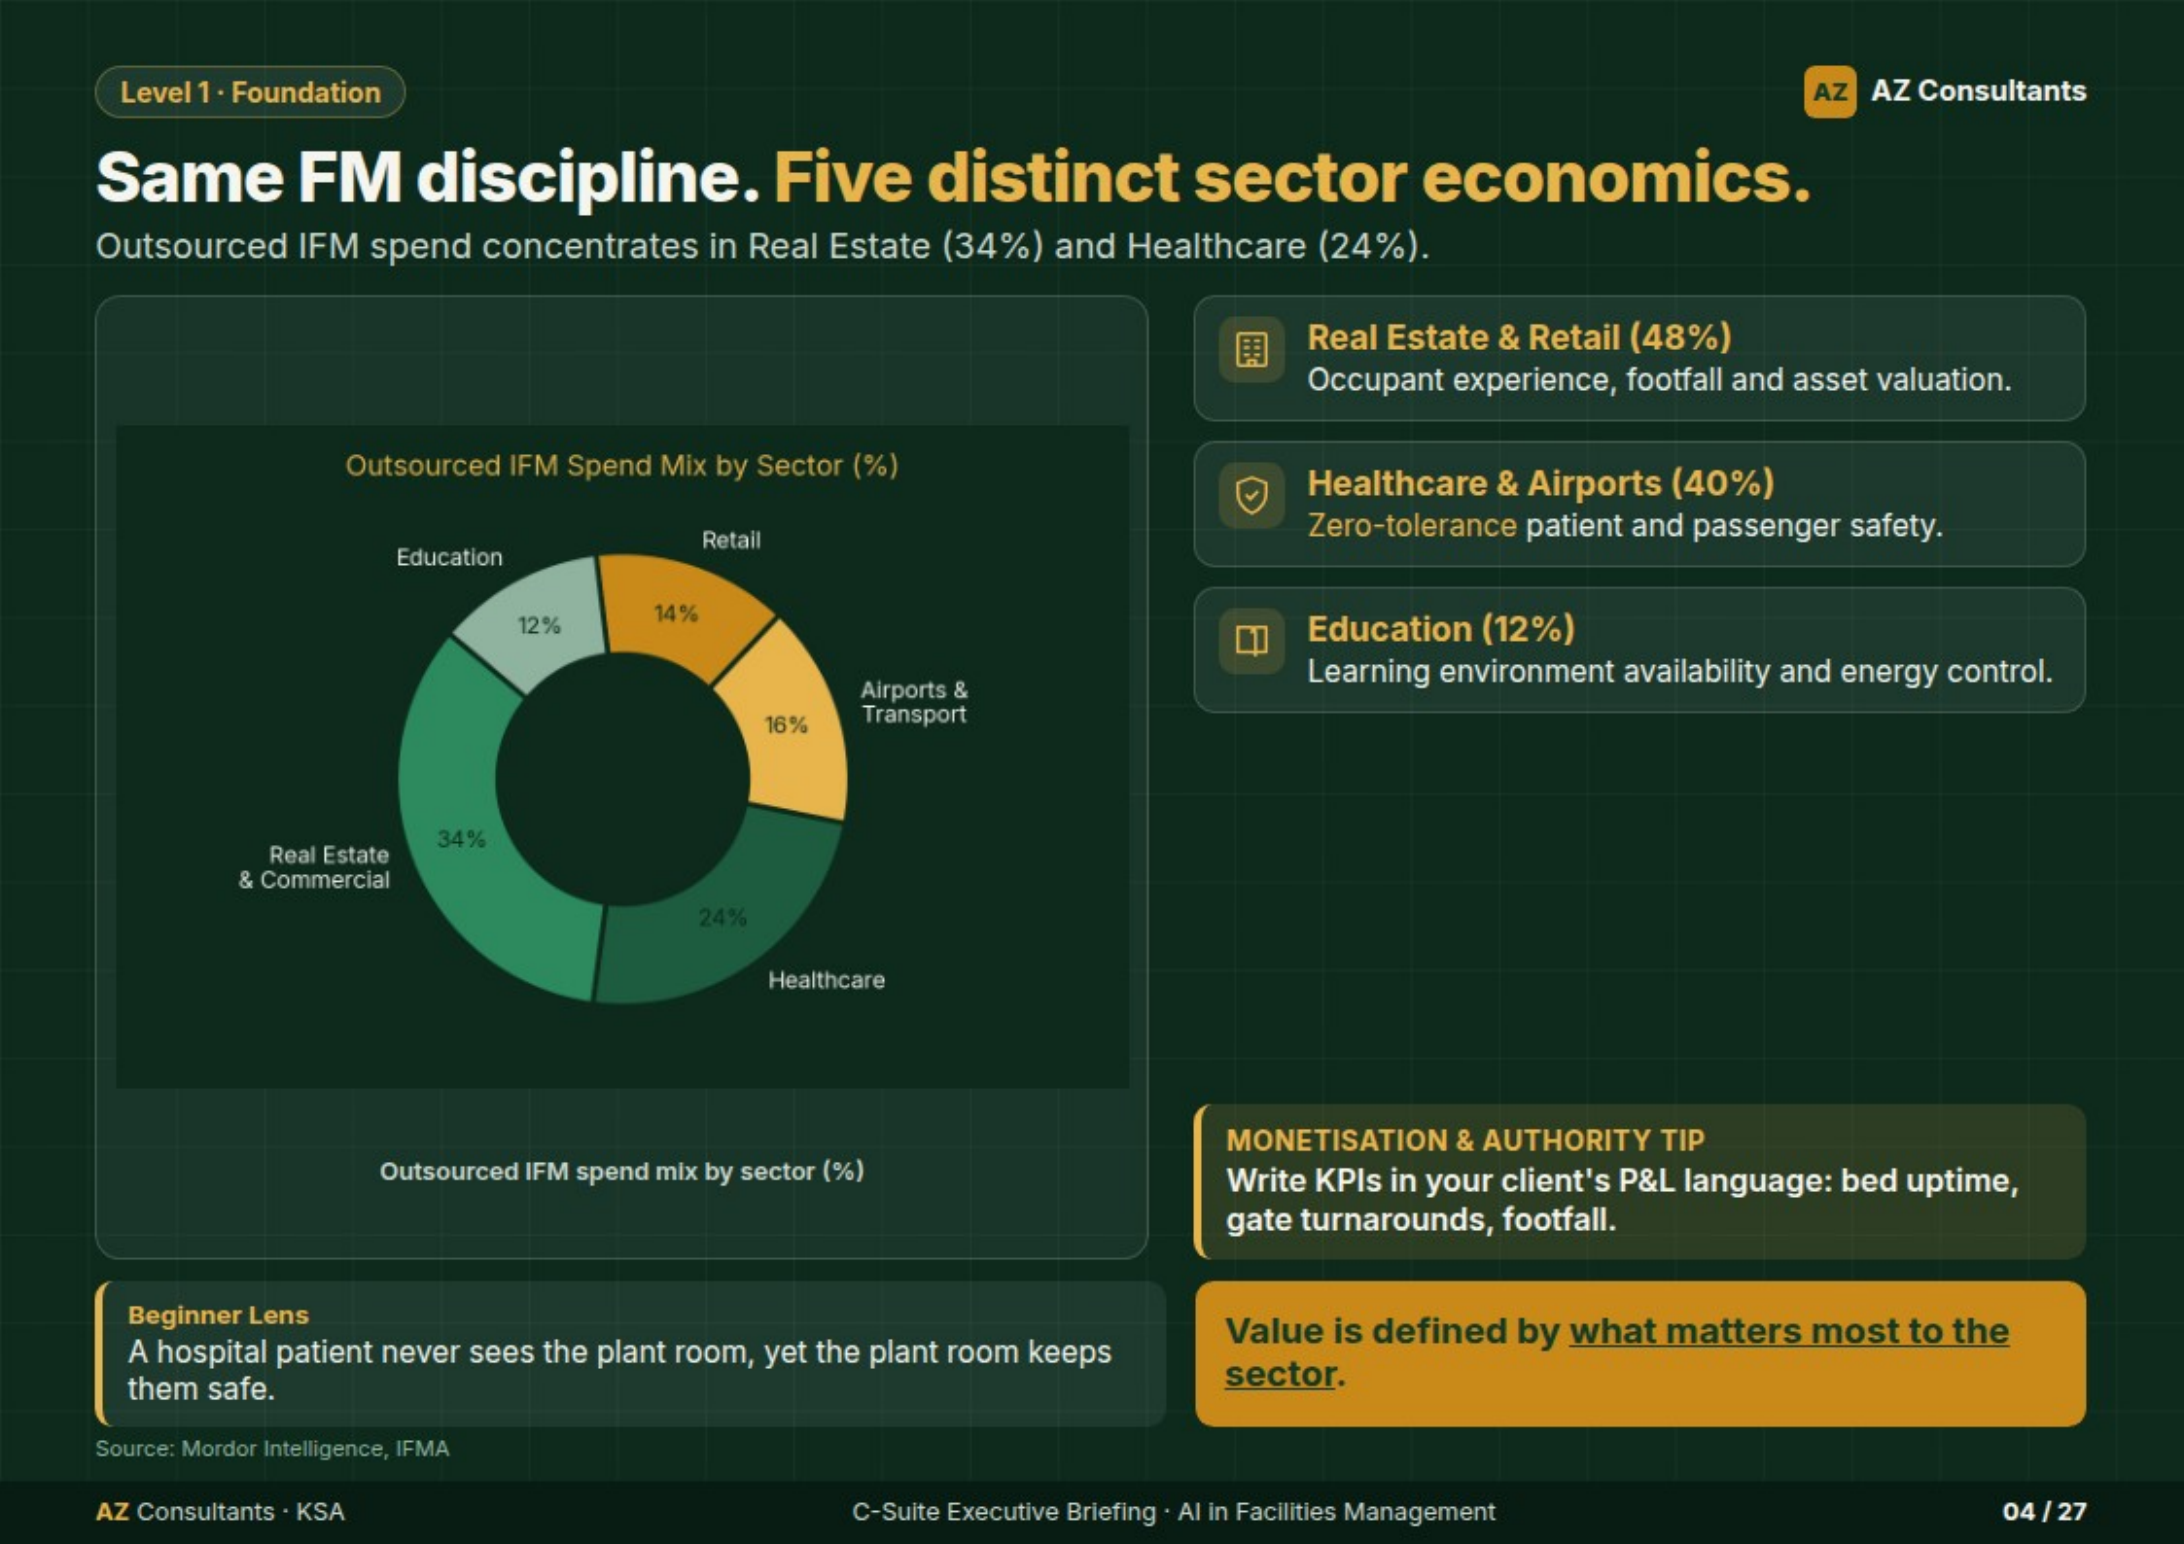 Level 1 · Foundation
AZ AZ Consultants
Same FM discipline. Five distinct sector economics.
Outsourced IFM spend concentrates in Real Estate (34%) and Healthcare (24%).
Outsourced IFM Spend Mix by Sector (%)
Retail
Education
14%
12%
Airports &
Transport
16%
34%
Real Estate
& Commercial
24%
Healthcare
Outsourced IFM spend mix by sector (%)
Real Estate & Retail (48%)
Occupant experience, footfall and asset valuation.
Healthcare & Airports (40%)
Zero-tolerance patient and passenger safety.
Education (12%)
Learning environment availability and energy control.
MONETISATION & AUTHORITY TIP
Write KPIs in your client's P&L language: bed uptime,
gate turnarounds, footfall.
Beginner Lens
A hospital patient never sees the plant room, yet the plant room keeps
them safe.
Value is defined by what matters most to the
sector.
Source: Mordor Intelligence, IFMA
AZ Consultants · KSA
C-Suite Executive Briefing · AI in Facilities Management
04 / 27